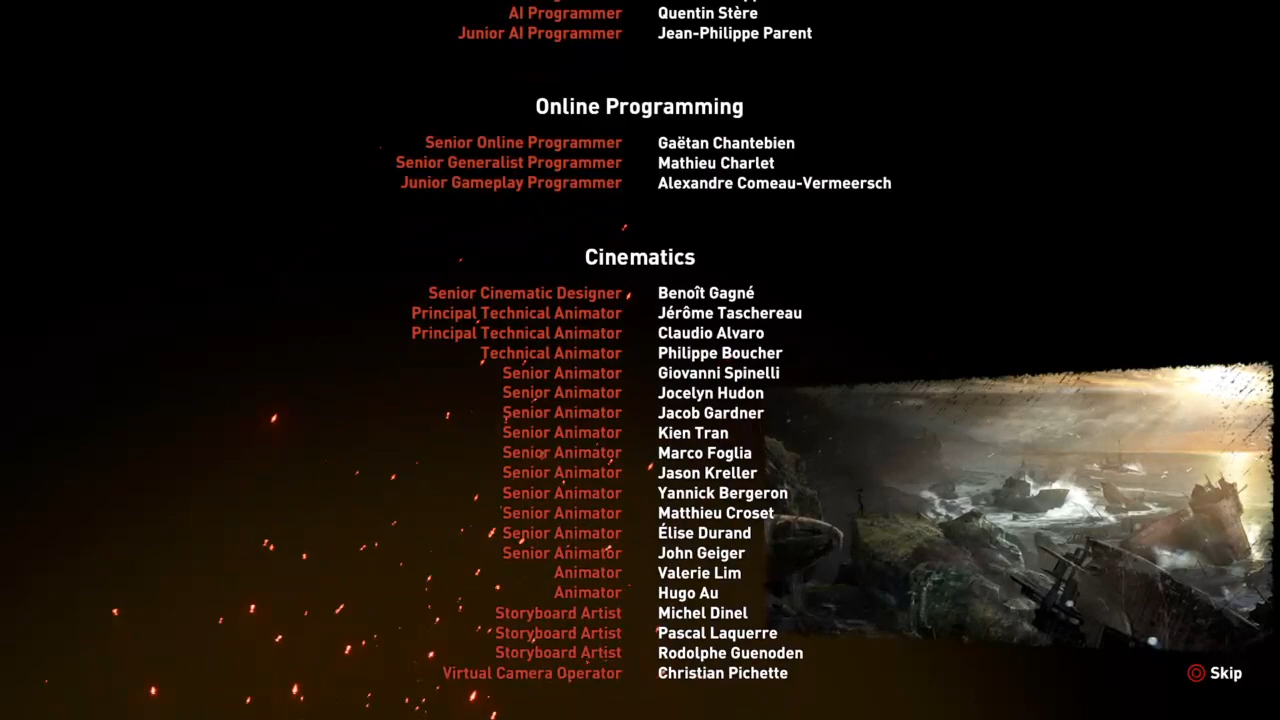 AI Programmer Quentin Stère
Junior AI Programmer Jean-Philippe Parent
Online Programming
Senior Online Programmer Gaëtan Chantebien
Senior Generalist Programmer Mathieu Charlet
Junior Gameplay Programmer Alexandre Comeau-Vermeersch
Cinematics
Senior Cinematic Designer Benoît Gagné
Principal Technical Animator Jérôme Taschereau
Principal Technical Animator Claudio Alvaro
Technical Animator Philippe Boucher
Senior Animator Giovanni Spinelli
Senior Animator Jocelyn Hudon
Senior Animator Jacob Gardner
Senior Animator Kien Tran
Senior Animator Marco Foglia
Senior Animator Jason Kreller
Senior Animator Yannick Bergeron
Senior Animator Matthieu Croset
Senior Animator Élise Durand
Senior Animator John Geiger
Animator Valerie Lim
Animator Hugo Au
Storyboard Artist Michel Dinel
Storyboard Artist Pascal Laquerre
Storyboard Artist Rodolphe Guenoden
Virtual Camera Operator Christian Pichette
Skip